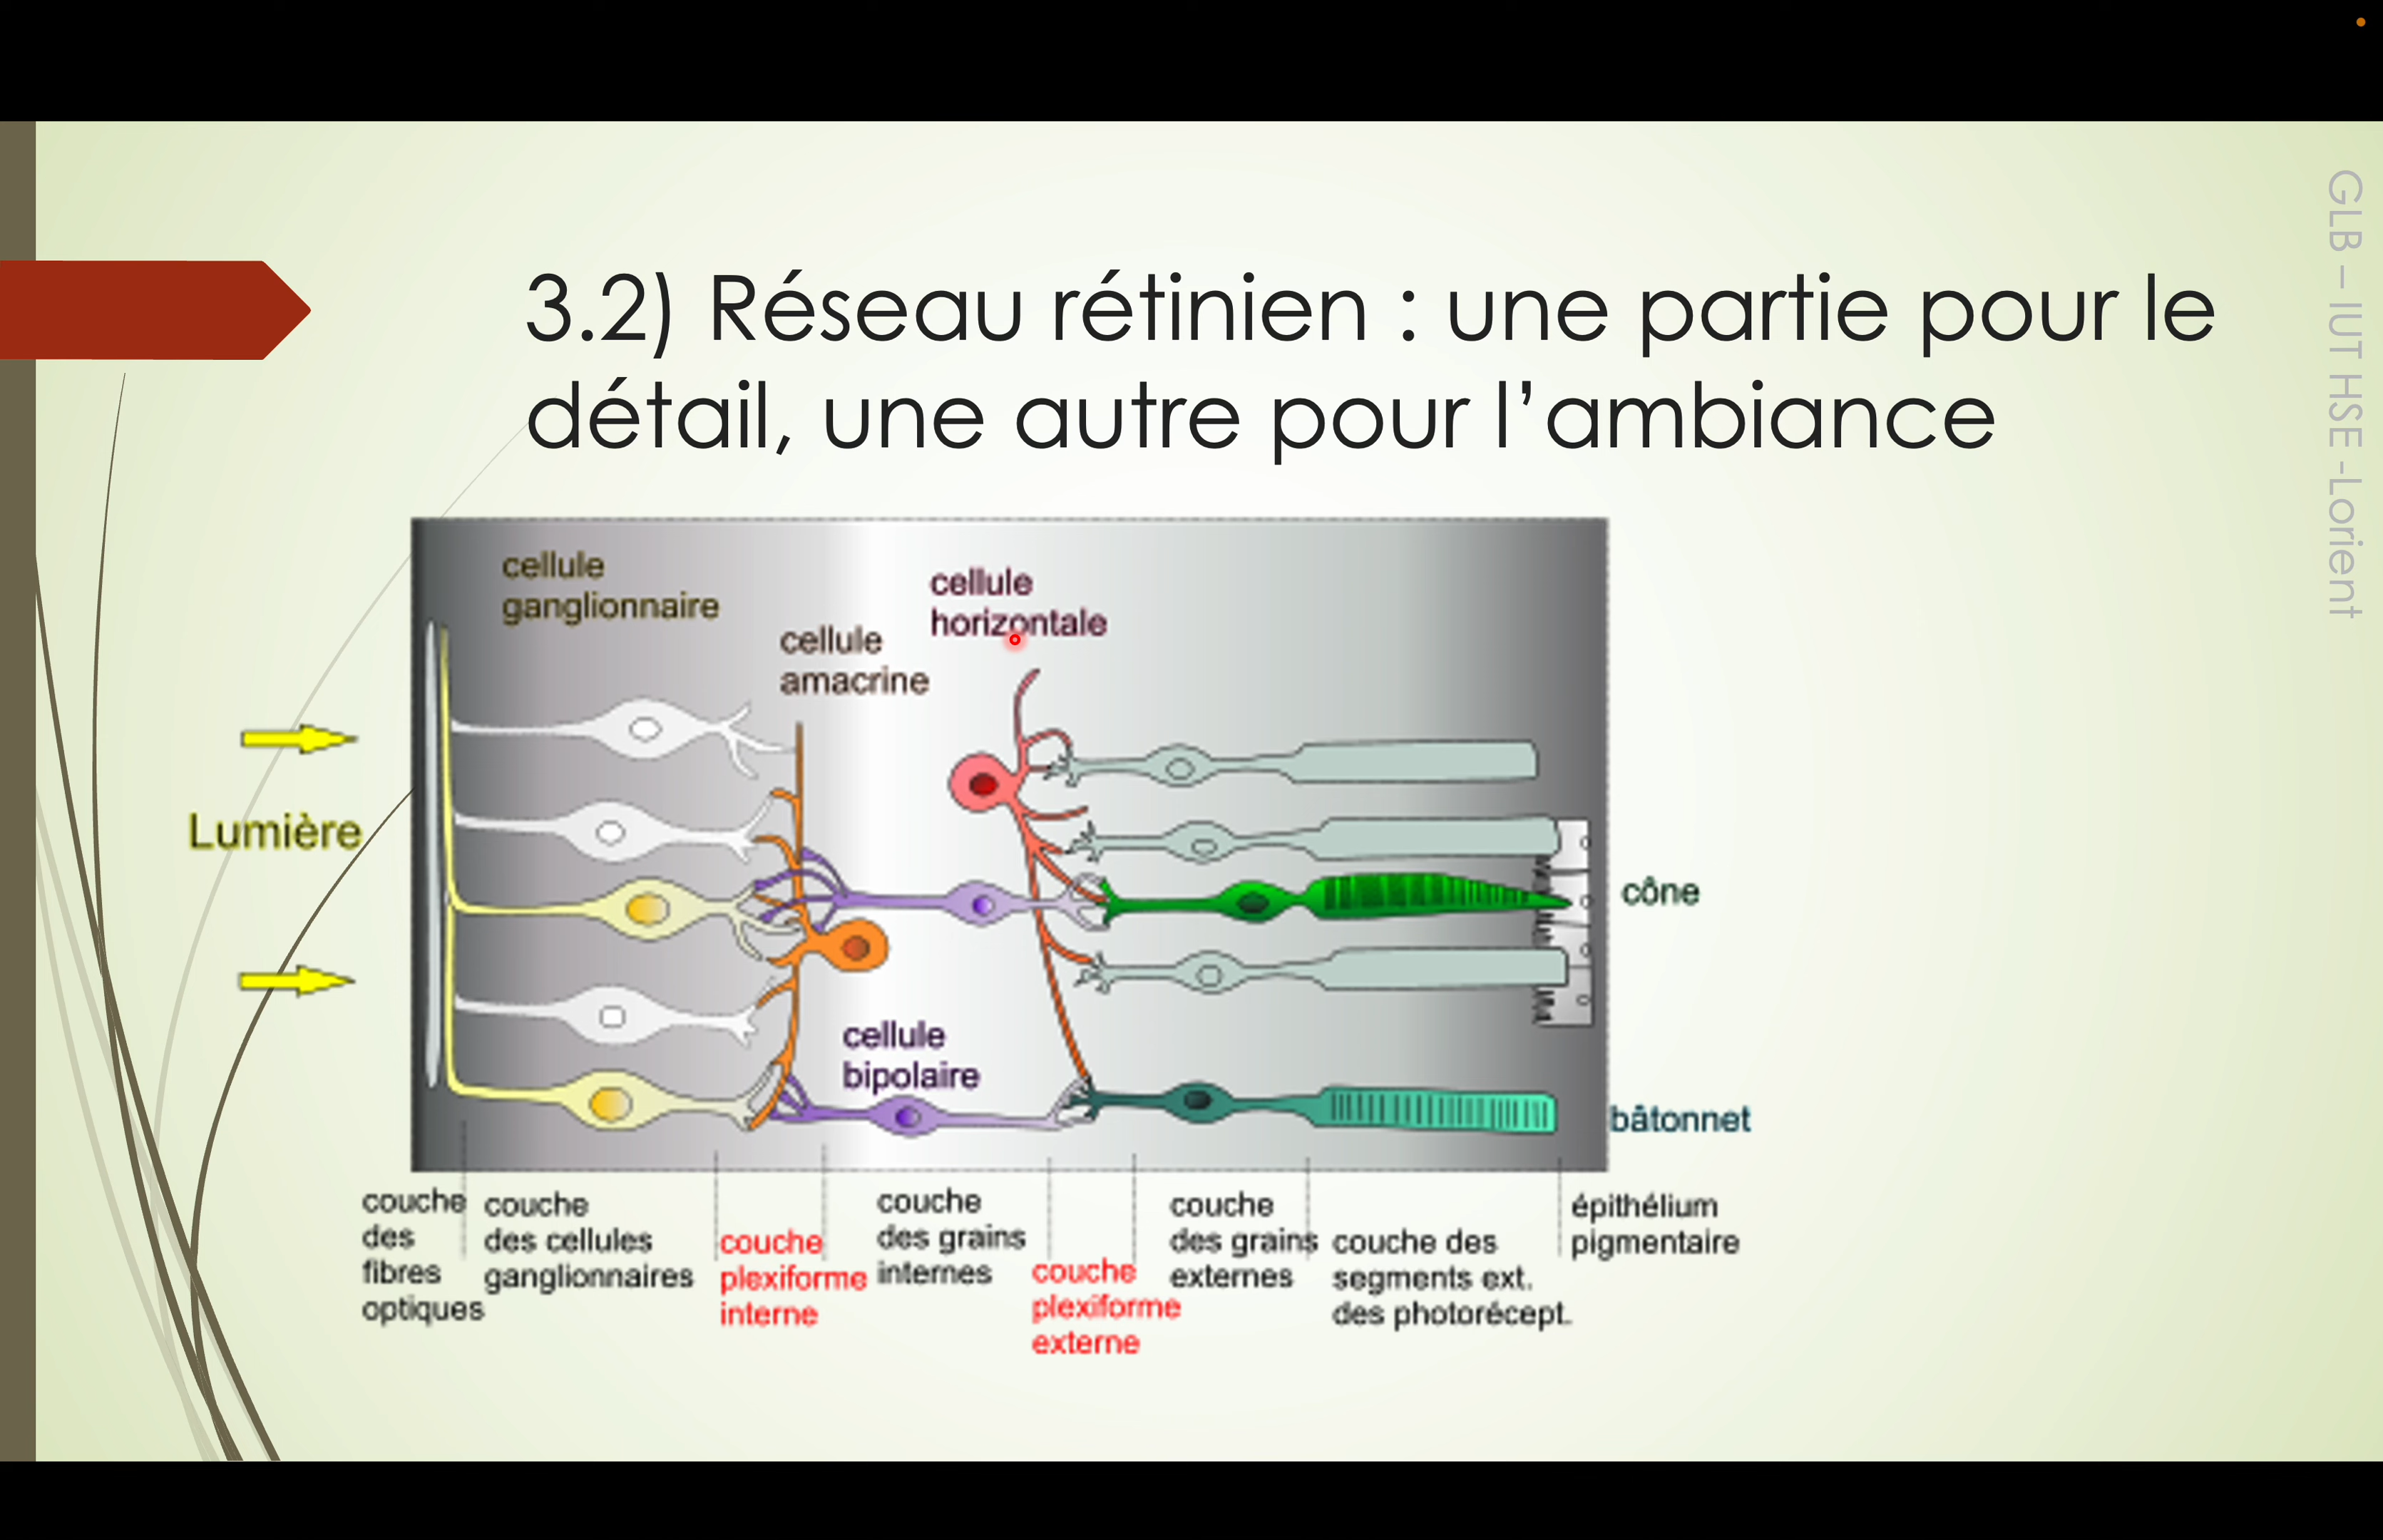 3.2) Réseau rétinien : une partie pour le
détail, une autre pour l’ambiance
GLB – IUT HSE -Lorient
cellule
ganglionnaire
cellule
amacrine
cellule
horizontale
Lumière
cône
cellule
bipolaire
bâtonnet
couche
des
fibres
optiques
couche
des cellules
ganglionnaires
couche
plexiforme
interne
couche
des grains
internes
couche
plexiforme
externe
couche
des grains
externes
couche des
segments ext.
des photorécept.
épithélium
pigmentaire